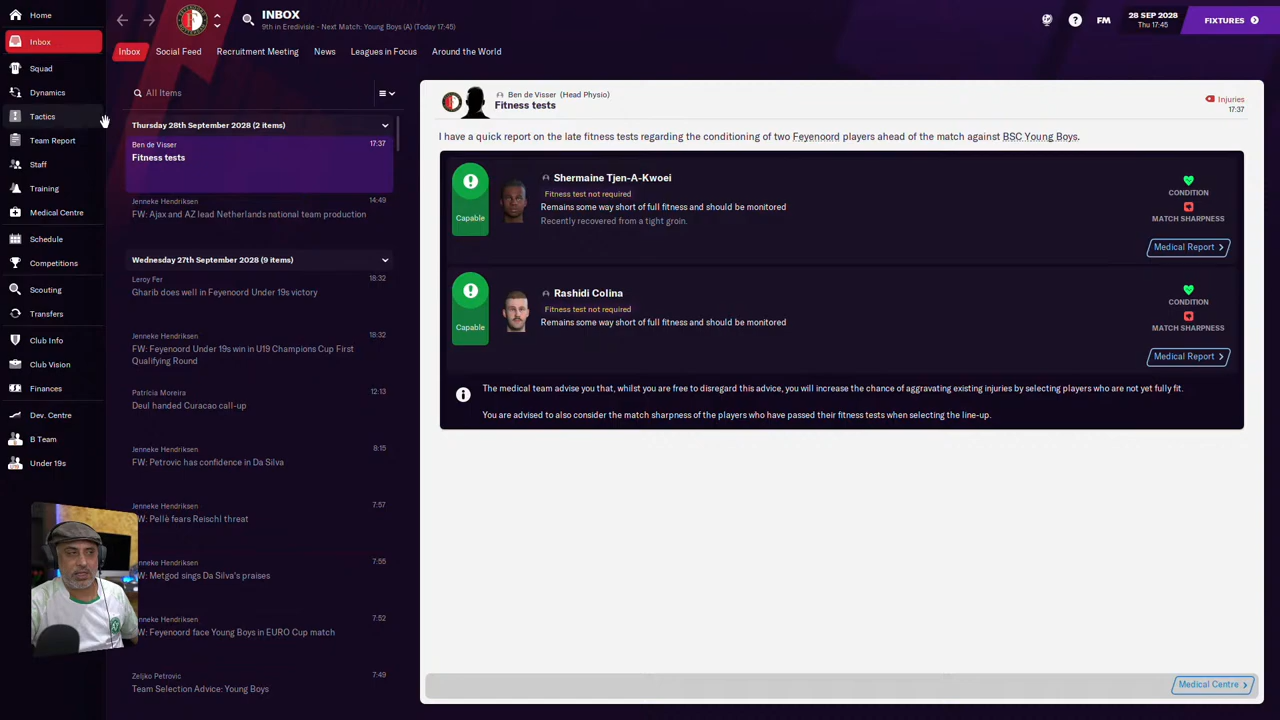 Home
Inbox
Squad
Dynamics
Tactics
Team Report
Staff
Training
Medical Centre
Schedule
Competitions
Scouting
Transfers
Club Info
Club Vision
Finances
Dev. Centre
B Team
Under 19s
INBOX
9th in Eredivisie - Next Match: Young Boys (A) (Today 17:45)
FM
28 SEP 2028
Thu 17:45
FIXTURES
Inbox
Social Feed
Recruitment Meeting
News
Leagues in Focus
Around the World
All Items
Thursday 28th September 2028 (2 items)
Ben de Visser
17:37
Fitness tests
Jenneke Hendriksen
14:49
FW: Ajax and AZ lead Netherlands national team production
Wednesday 27th September 2028 (9 items)
Leroy Fer
18:32
Gharib does well in Feyenoord Under 19s victory
Jenneke Hendriksen
18:32
FW: Feyenoord Under 19s win in U19 Champions Cup First
Qualifying Round
Patrícia Moreira
12:13
Deul handed Curacao call-up
Jenneke Hendriksen
8:15
FW: Petrovic has confidence in Da Silva
Jenneke Hendriksen
7:57
W: Pellè fears Reischl threat
enneke Hendriksen
7:55
W: Metgod sings Da Silva's praises
enneke Hendriksen
7:52
W: Feyenoord face Young Boys in EURO Cup match
Zeljko Petrovic
7:49
Team Selection Advice: Young Boys
Ben de Visser (Head Physio)
Fitness tests
Injuries
17:37
I have a quick report on the late fitness tests regarding the conditioning of two Feyenoord players ahead of the match against BSC Young Boys.
Capable
Shermaine Tjen-A-Kwoei
Fitness test not required
Remains some way short of full fitness and should be monitored
Recently recovered from a tight groin.
CONDITION
MATCH SHARPNESS
Medical Report
Capable
Rashidi Colina
Fitness test not required
Remains some way short of full fitness and should be monitored
CONDITION
MATCH SHARPNESS
Medical Report
The medical team advise you that, whilst you are free to disregard this advice, you will increase the chance of aggravating existing injuries by selecting players who are not yet fully fit.
You are advised to also consider the match sharpness of the players who have passed their fitness tests when selecting the line-up.
Medical Centre